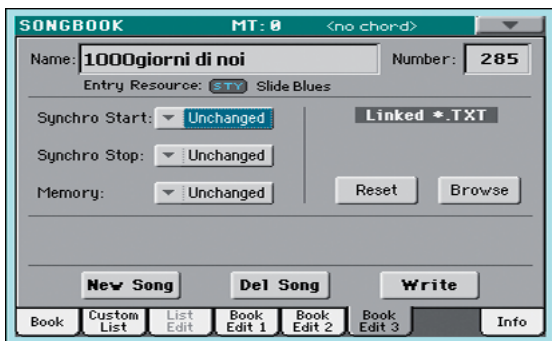 SONGBOOK MT: 0 <no chord>
Name: 1000giorni di noi Number: 285
Entry Resource: STY Slide Blues
Synchro Start: Unchanged Linked *.TXT
Synchro Stop: Unchanged
Memory: Unchanged Reset Browse
New Song Del Song Write
Book Custom List List Edit Book Edit 1 Book Edit 2 Book Edit 3 Info